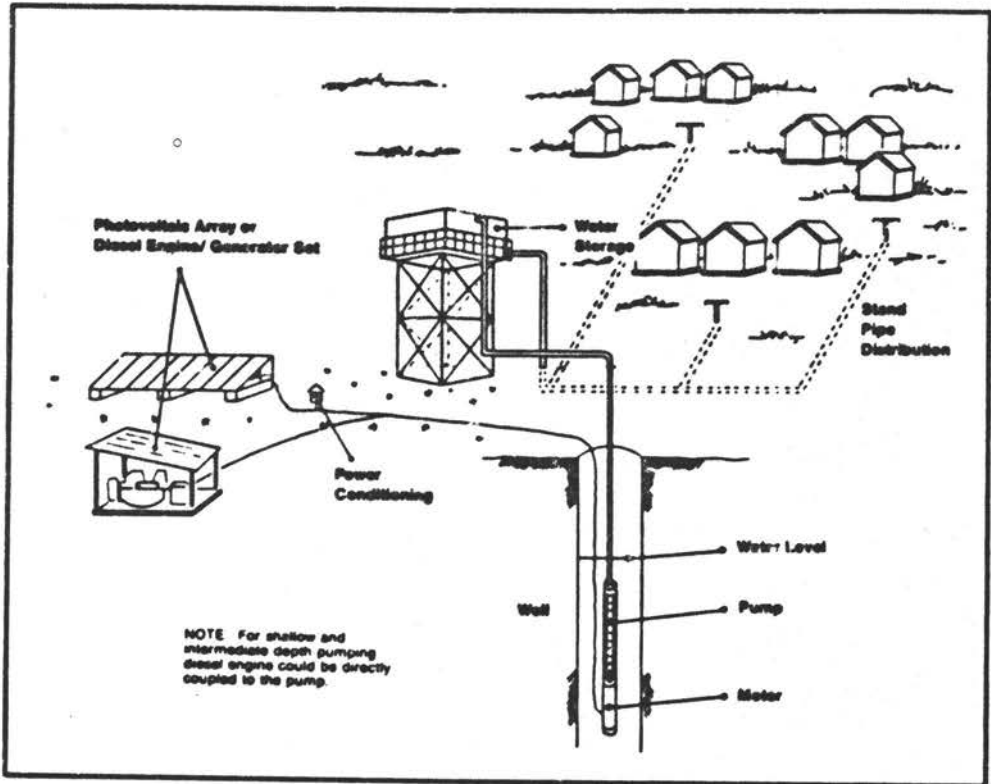 Photovoltaic Array or
Diesel Engine/ Generator Set
Water
Storage
Stand
Pipe
Distribution
Power
Conditioning
Water Level
Well
Pump
Motor
NOTE For shallow and
intermediate depth pumping
diesel engine could be directly
coupled to the pump.